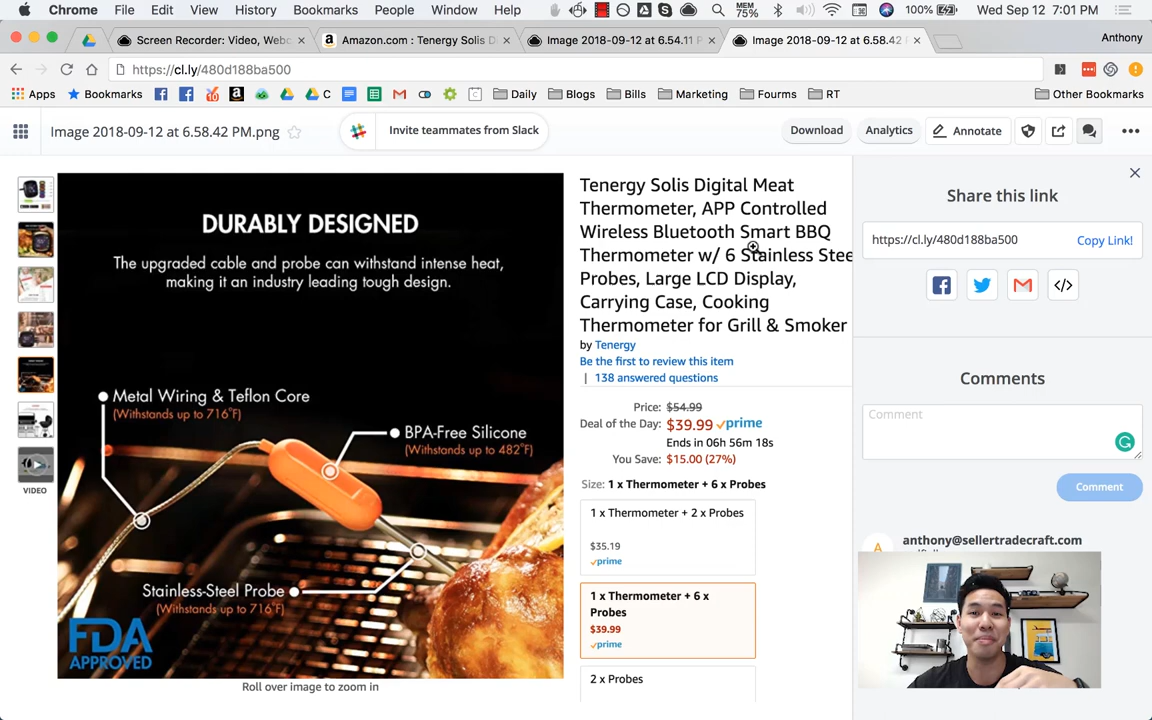 Chrome File Edit View History Bookmarks People Window Help
MEM 75% 100% Wed Sep 12 7:01 PM
Screen Recorder: Video, Webc
Amazon.com : Tenergy Solis D
Image 2018-09-12 at 6.54.11 P
Image 2018-09-12 at 6.58.42
Anthony
https://cl.ly/480d188ba500
Apps Bookmarks C Daily Blogs Bills Marketing Fourms RT Other Bookmarks
Image 2018-09-12 at 6.58.42 PM.png
Invite teammates from Slack
Download
Analytics
Annotate
DURABLY DESIGNED
The upgraded cable and probe can withstand intense heat,
making it an industry leading tough design.
Metal Wiring & Teflon Core
(Withstands up to 716°F)
BPA-Free Silicone
(Withstands up to 482°F)
Stainless-Steel Probe
(Withstands up to 716°F)
FDA
APPROVED
VIDEO
Roll over image to zoom in
Tenergy Solis Digital Meat
Thermometer, APP Controlled
Wireless Bluetooth Smart BBQ
Thermometer w/ 6 Stainless Stee
Probes, Large LCD Display,
Carrying Case, Cooking
Thermometer for Grill & Smoker
by Tenergy
Be the first to review this item
| 138 answered questions
Price: $54.99
Deal of the Day: $39.99 prime
Ends in 06h 56m 18s
You Save: $15.00 (27%)
Size: 1 x Thermometer + 6 x Probes
1 x Thermometer + 2 x Probes
$35.19
prime
1 x Thermometer + 6 x
Probes
$39.99
prime
2 x Probes
Share this link
https://cl.ly/480d188ba500
Copy Link!
Comments
Comment
Comment
A
anthony@sellertradecraft.com